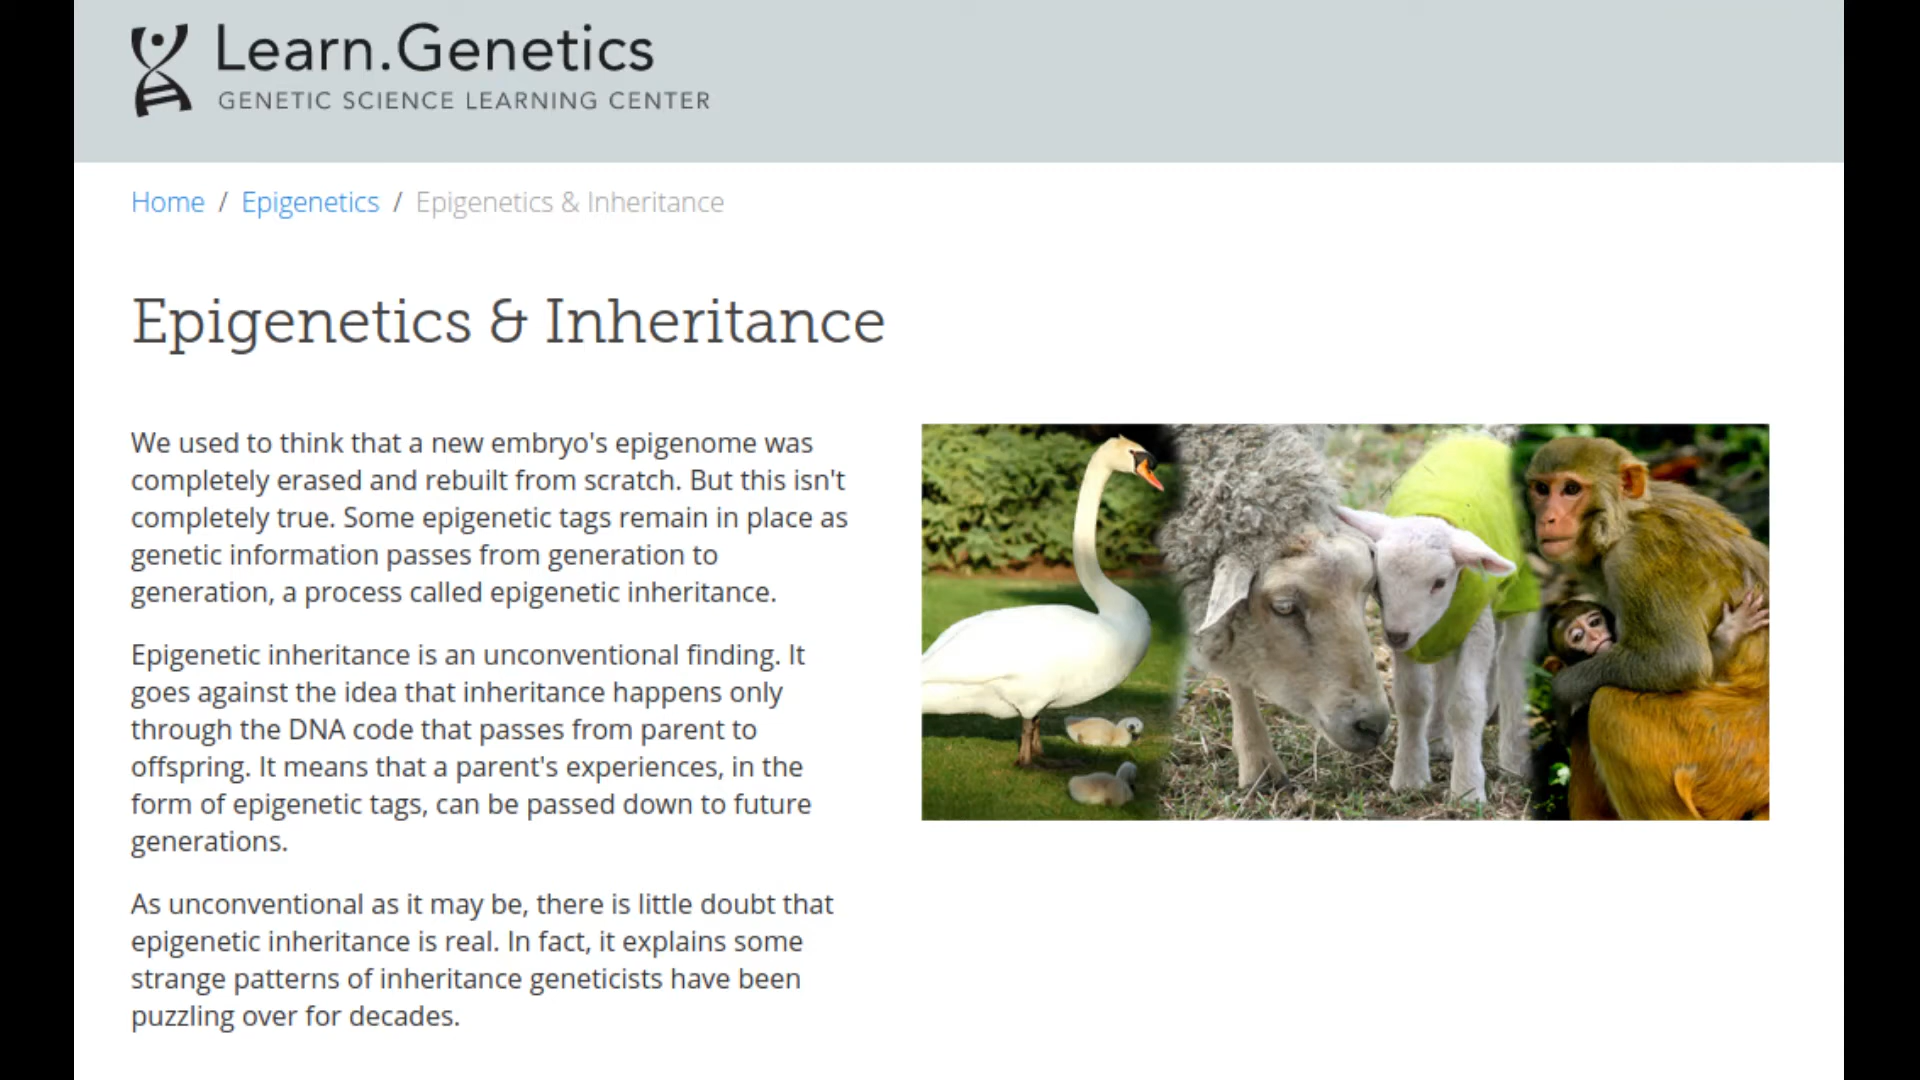 Learn.Genetics
GENETIC SCIENCE LEARNING CENTER
Home / Epigenetics / Epigenetics & Inheritance
Epigenetics & Inheritance
We used to think that a new embryo's epigenome was
completely erased and rebuilt from scratch. But this isn't
completely true. Some epigenetic tags remain in place as
genetic information passes from generation to
generation, a process called epigenetic inheritance.
Epigenetic inheritance is an unconventional finding. It
goes against the idea that inheritance happens only
through the DNA code that passes from parent to
offspring. It means that a parent's experiences, in the
form of epigenetic tags, can be passed down to future
generations.
As unconventional as it may be, there is little doubt that
epigenetic inheritance is real. In fact, it explains some
strange patterns of inheritance geneticists have been
puzzling over for decades.